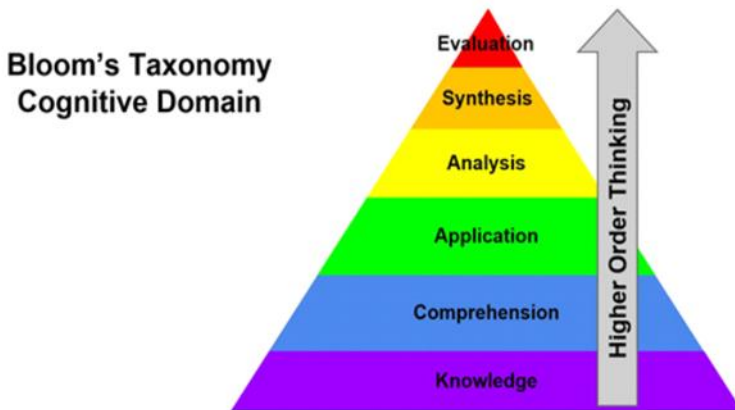 Bloom's Taxonomy
Cognitive Domain
Evaluation
Synthesis
Analysis
Application
Comprehension
Knowledge
Higher Order Thinking